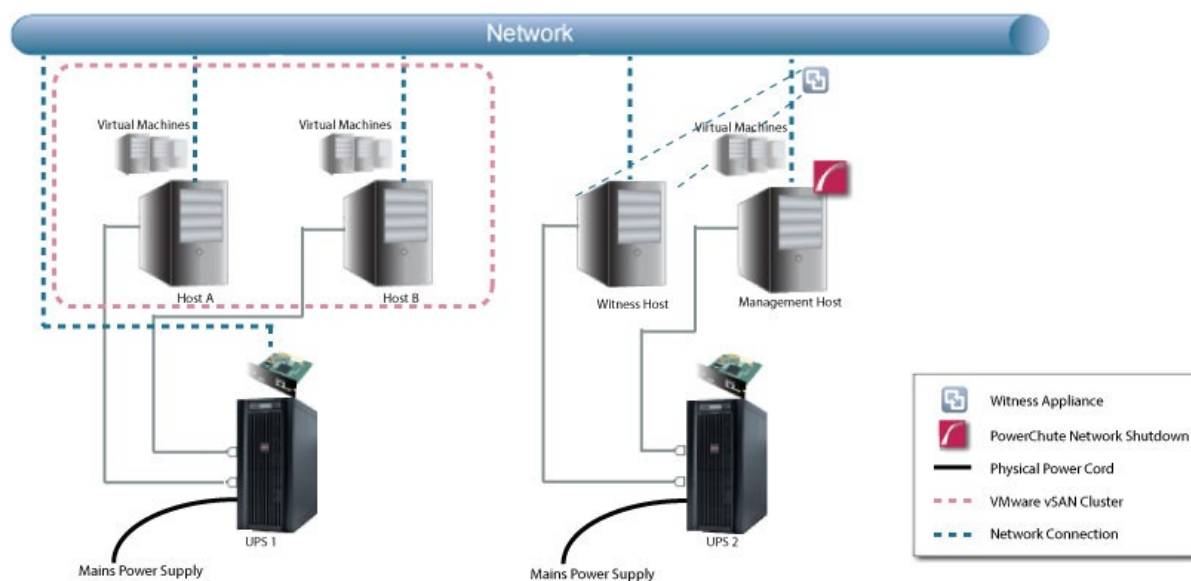 Network
Virtual Machines
Virtual Machines
Virtual Machines
Host A
Host B
Witness Host
Management Host
UPS 1
UPS 2
Mains Power Supply
Mains Power Supply
Witness Appliance
PowerChute Network Shutdown
Physical Power Cord
VMware vSAN Cluster
Network Connection